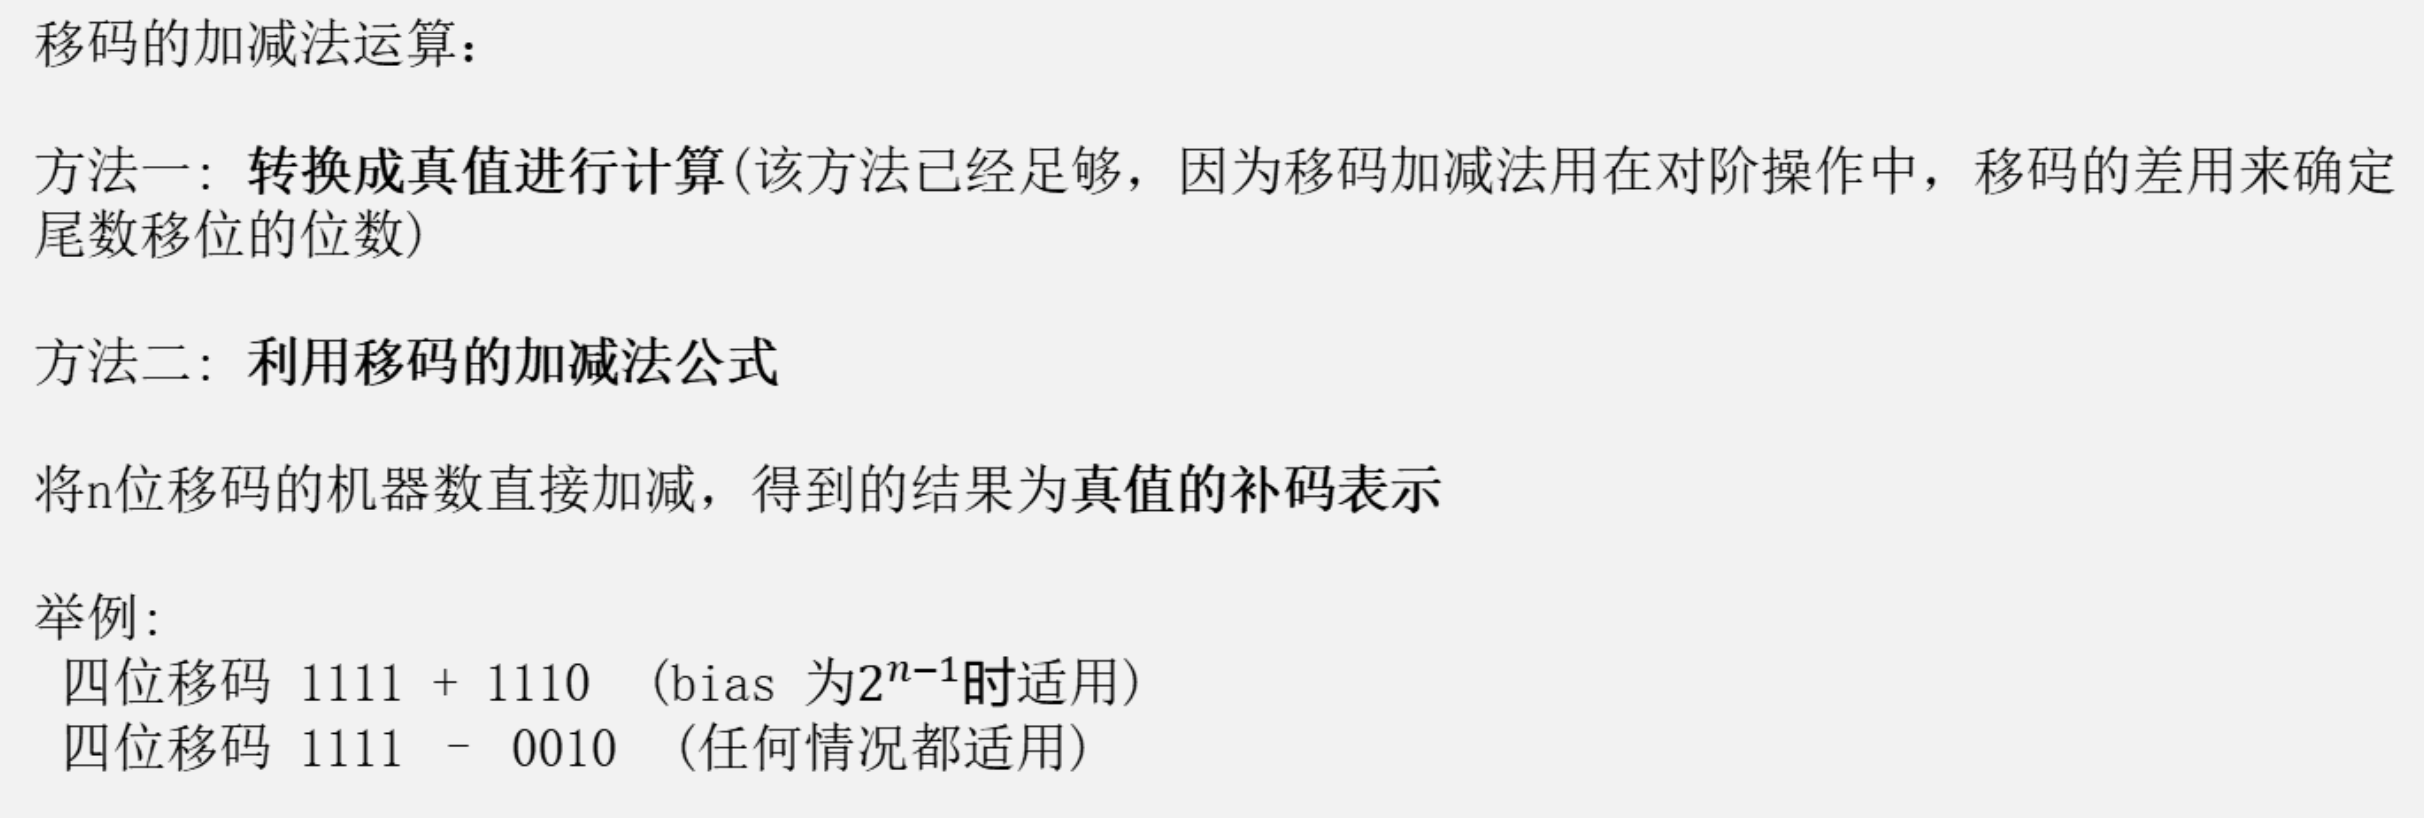 移码的加减法运算：
方法一: 转换成真值进行计算(该方法已经足够，因为移码加减法用在对阶操作中，移码的差用来确定
尾数移位的位数)
方法二: 利用移码的加减法公式
将n位移码的机器数直接加减，得到的结果为真值的补码表示
举例:
四位移码 1111 + 1110 (bias 为2^{n-1}时适用)
四位移码 1111 - 0010 (任何情况都适用)